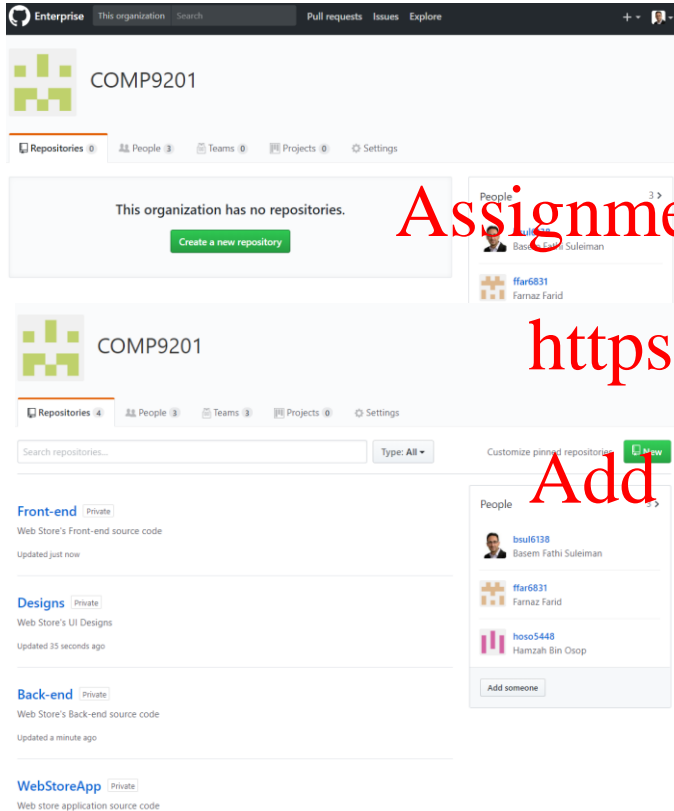 Enterprise This organization Search Pull requests Issues Explore
COMP9201
Repositories 0 People 3 Teams 0 Projects 0 Settings
This organization has no repositories.
Create a new repository
People 3
Assignme
Basem Fathi Suleiman
ffar6831
Farnaz Farid
https
COMP9201
Repositories 4 People 3 Teams 3 Projects 0 Settings
Search repositories... Type: All Customize pinned repositories New
Add
Front-end Private
Web Store's Front-end source code
Updated just now
Designs Private
Web Store's UI Designs
Updated 35 seconds ago
Back-end Private
Web Store's Back-end source code
Updated a minute ago
WebStoreApp Private
Web store application source code
People 3
bsul6138
Basem Fathi Suleiman
ffar6831
Farnaz Farid
hoso5448
Hamzah Bin Osop
Add someone